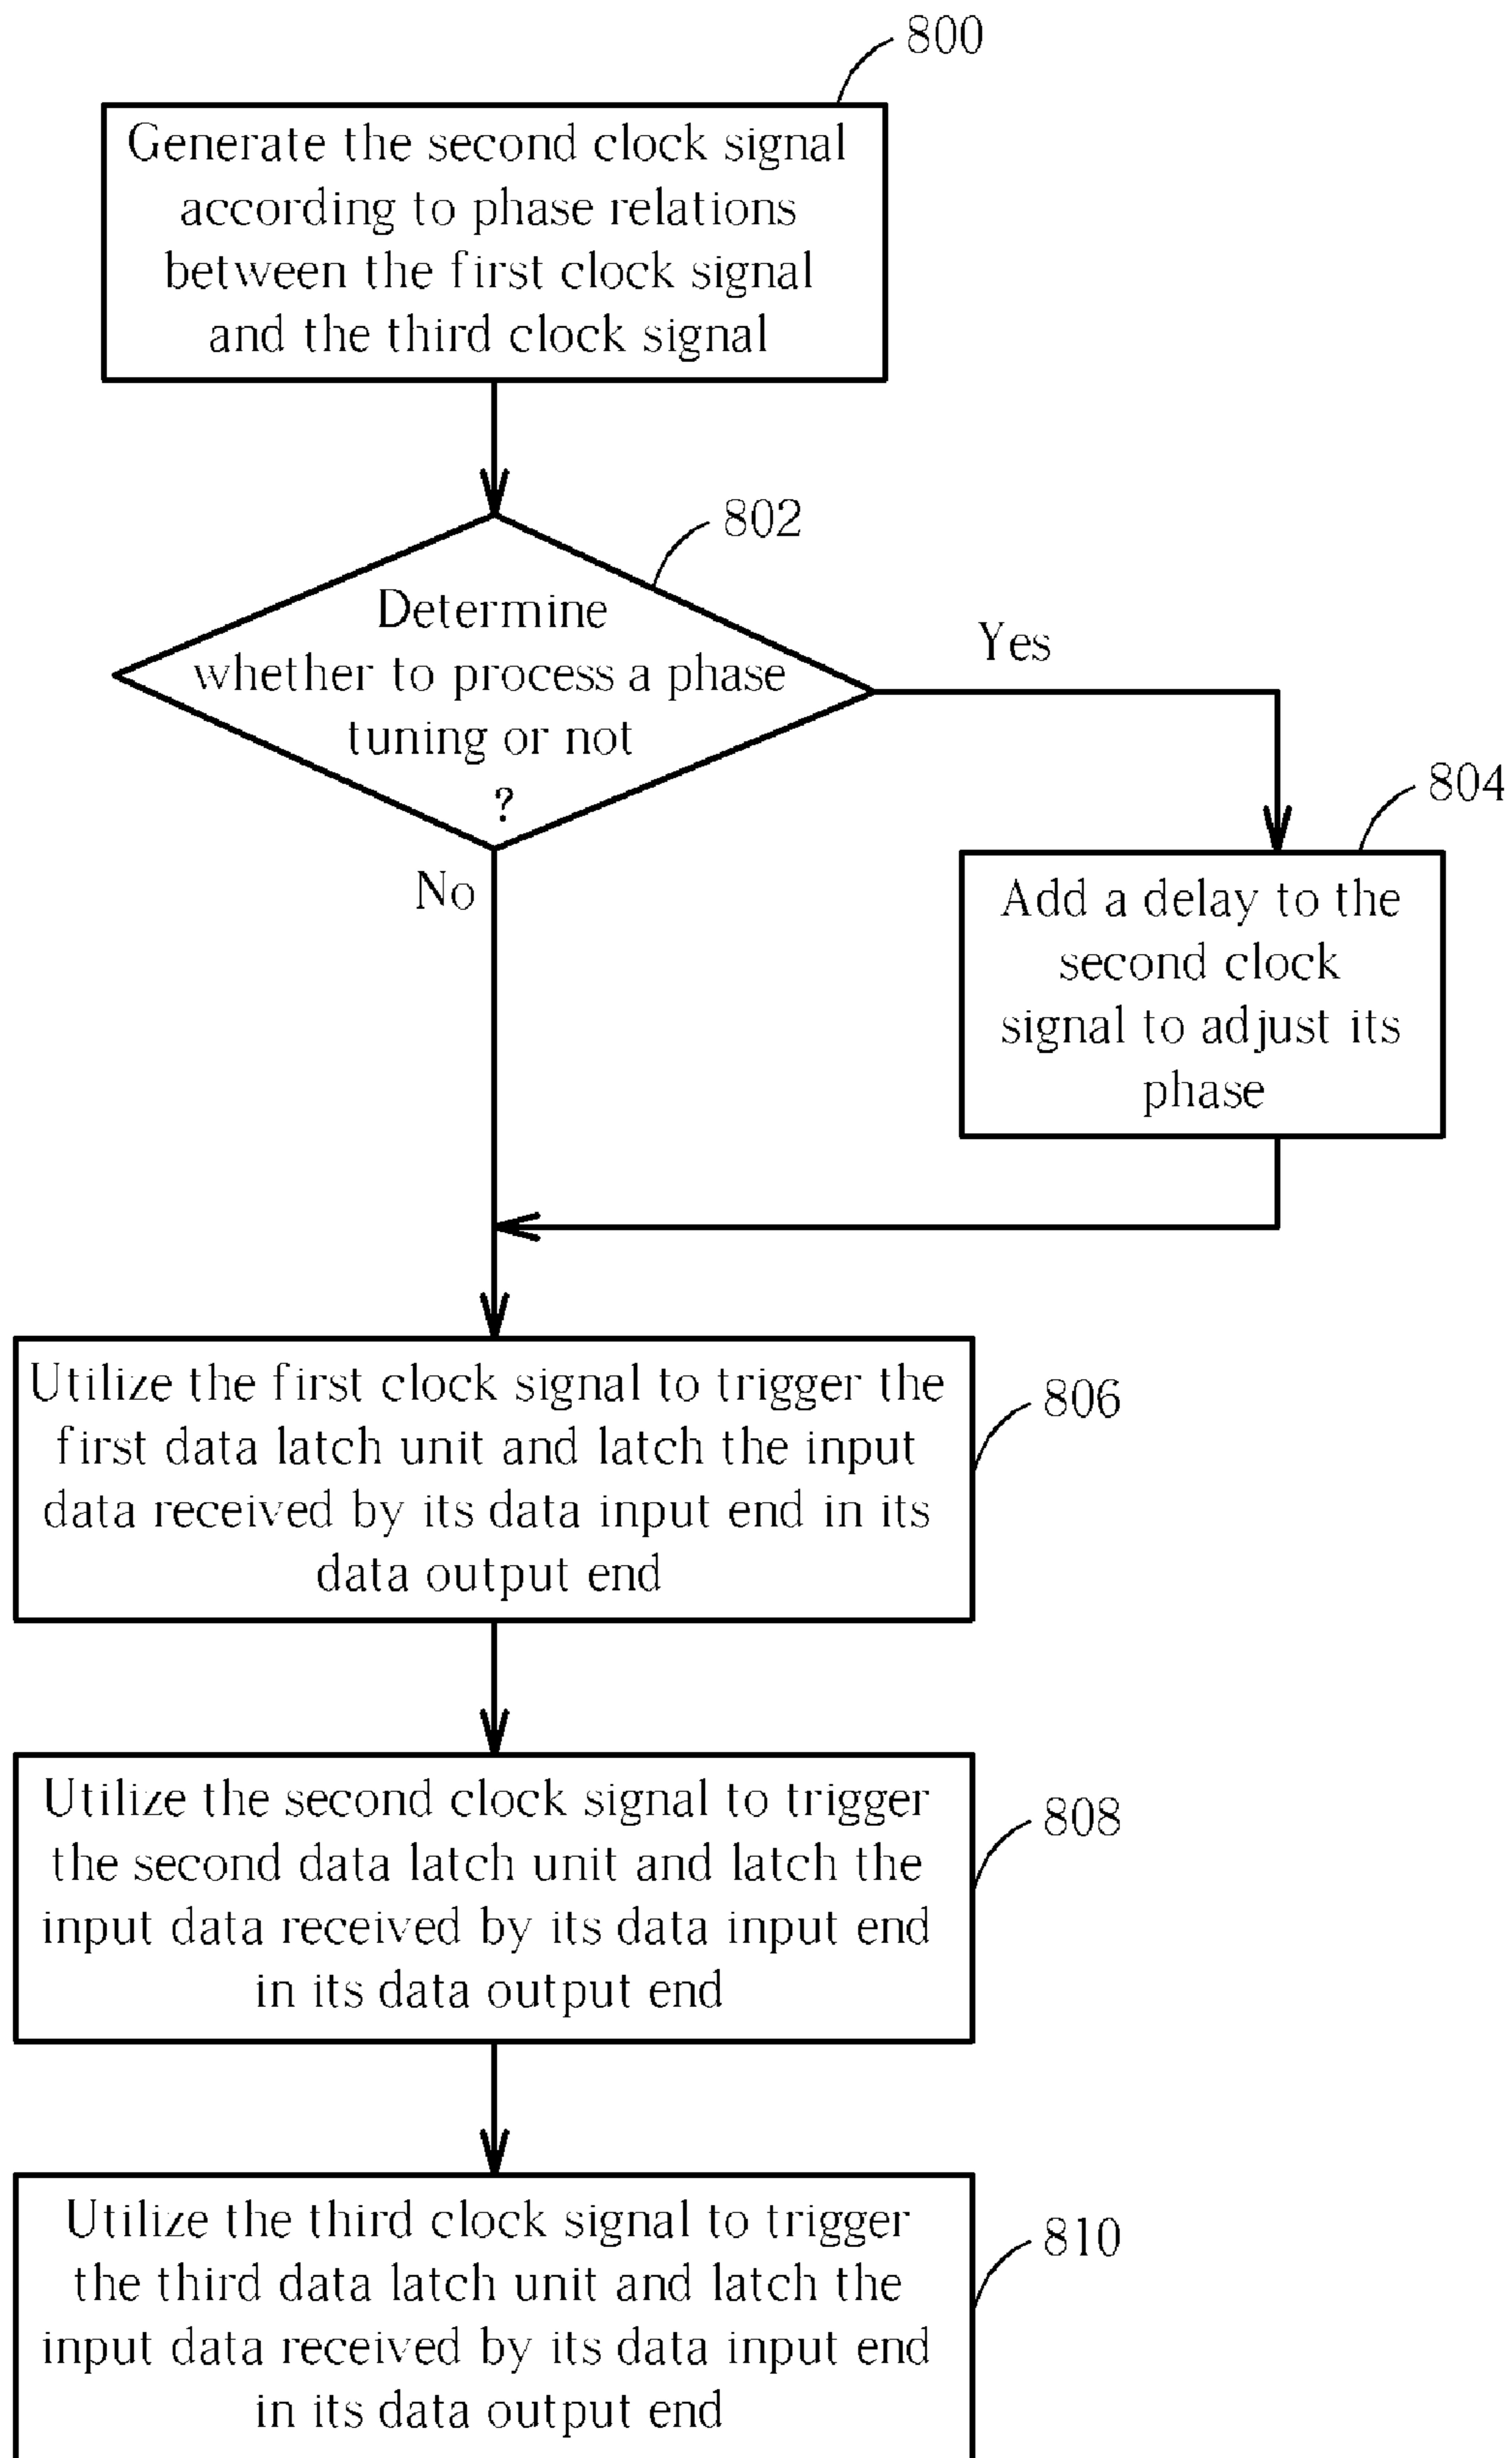 800
Generate the second clock signal
according to phase relations
between the first clock signal
and the third clock signal
802
Determine
whether to process a phase
tuning or not
?
Yes
No
804
Add a delay to the
second clock
signal to adjust its
phase
Utilize the first clock signal to trigger the
first data latch unit and latch the input
data received by its data input end in its
data output end
806
Utilize the second clock signal to trigger
the second data latch unit and latch the
input data received by its data input end
in its data output end
808
Utilize the third clock signal to trigger
the third data latch unit and latch the
input data received by its data input end
in its data output end
810